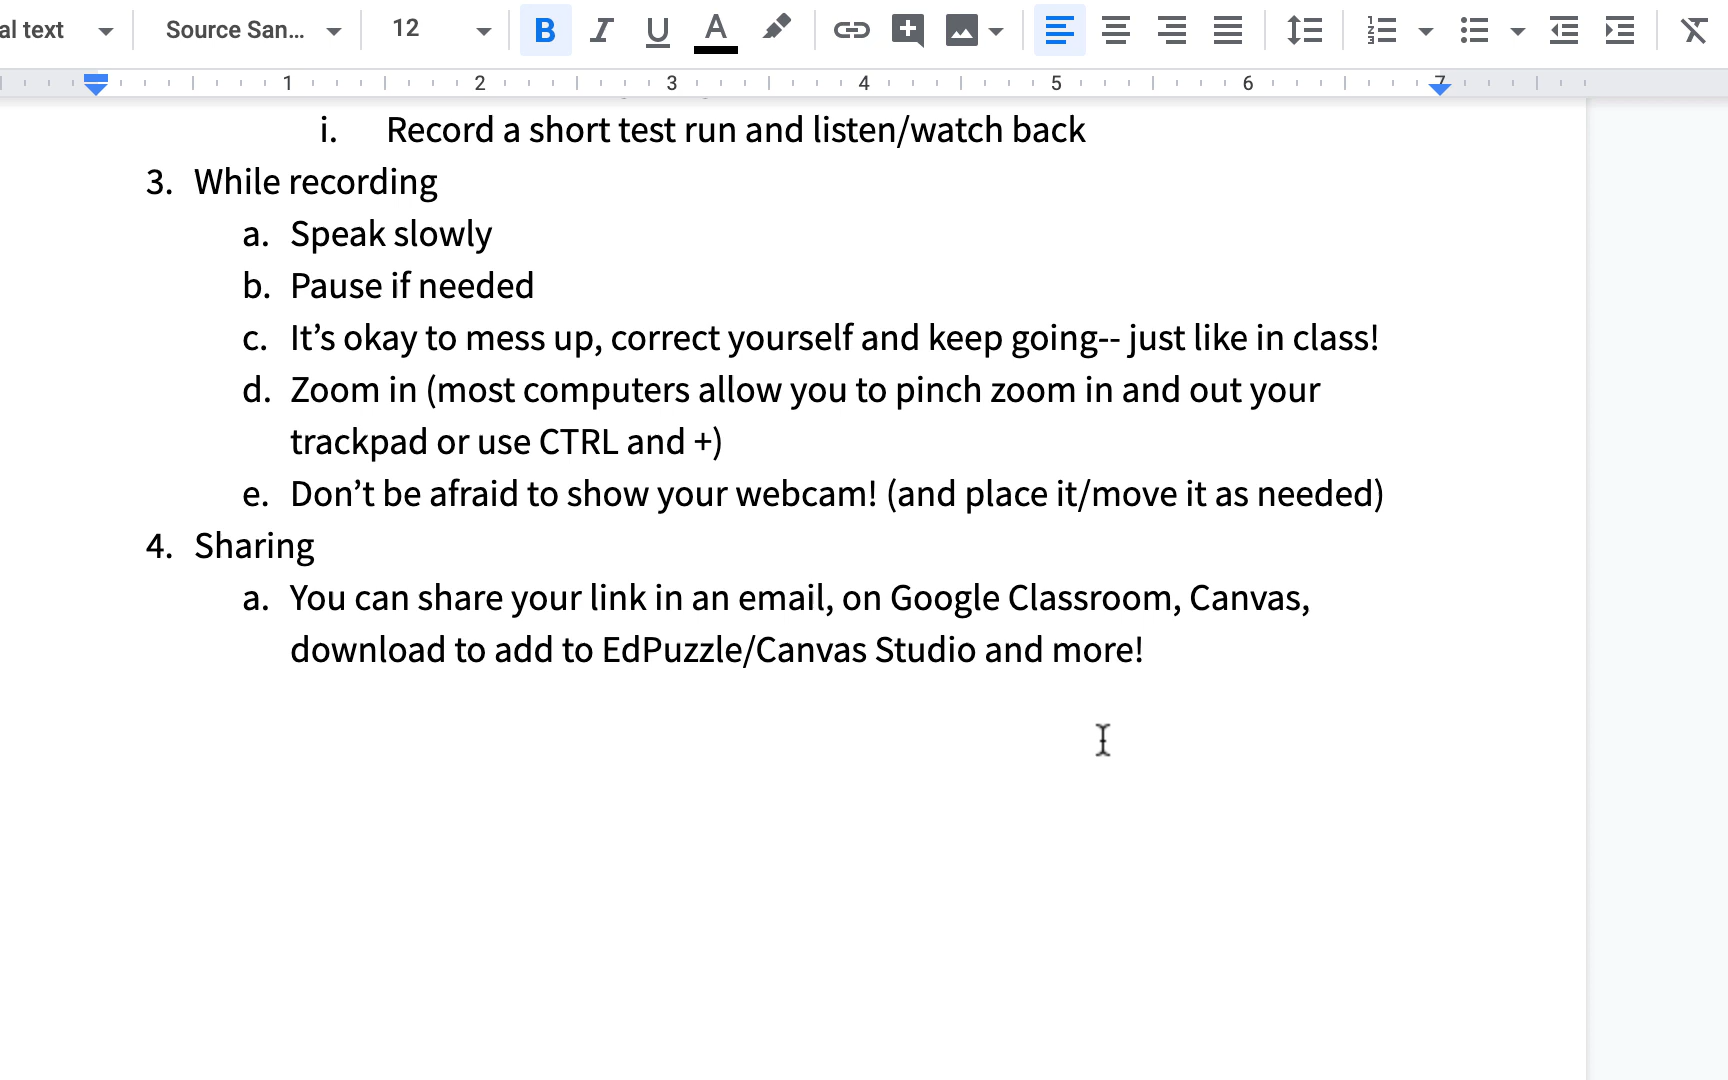 al text Source San... 12 B I U A
1 2 3 4 5 6 7
i. Record a short test run and listen/watch back
3. While recording
a. Speak slowly
b. Pause if needed
c. It’s okay to mess up, correct yourself and keep going-- just like in class!
d. Zoom in (most computers allow you to pinch zoom in and out your
trackpad or use CTRL and +)
e. Don’t be afraid to show your webcam! (and place it/move it as needed)
4. Sharing
a. You can share your link in an email, on Google Classroom, Canvas,
download to add to EdPuzzle/Canvas Studio and more!